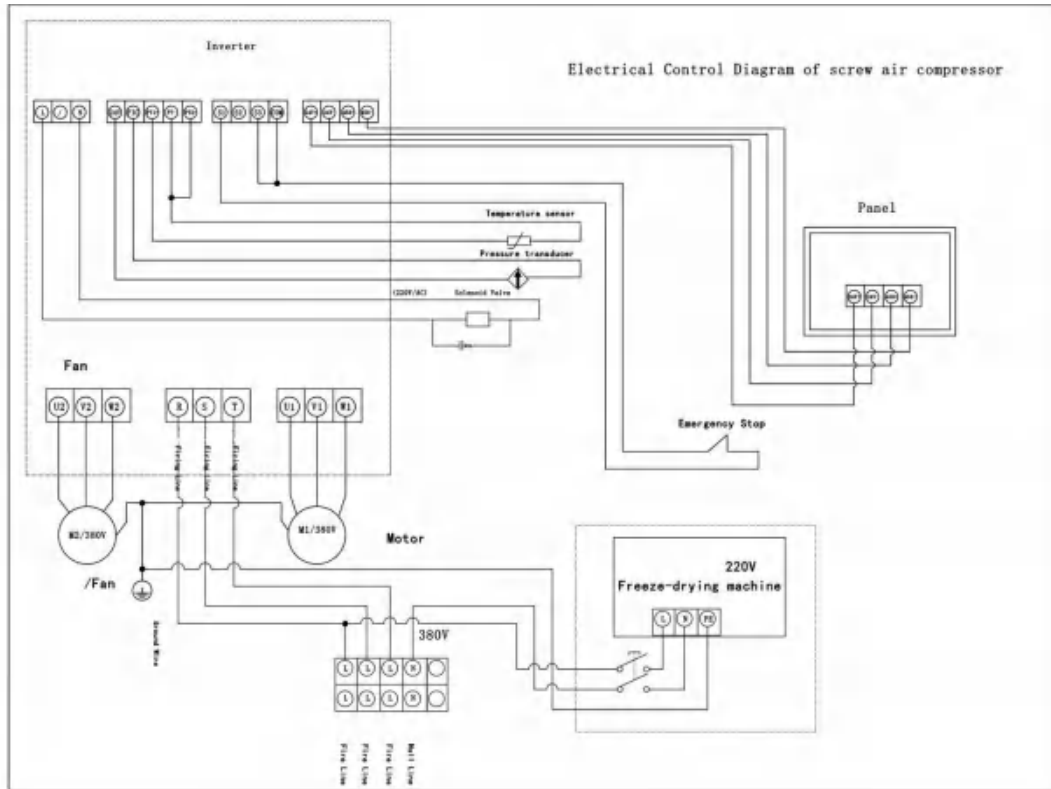 Inverter
Electrical Control Diagram of screw air compressor
Temperature sensor
Pressure transducer
(220V/AC) Solenoid Valve
Panel
Fan
U2 V2 W2
R S T
U1 V1 W1
Emergency Stop
M2/380V
M1/380V
Motor
/Fan
Ground Wire
220V
Freeze-drying machine
L N PE
380V
L L L N
L L L N
Fire Line
Fire Line
Fire Line
Null Line